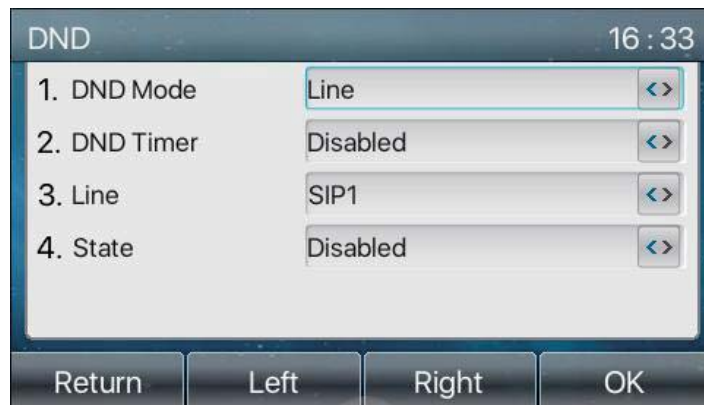 DND 16 : 33
1. DND Mode Line
2. DND Timer Disabled
3. Line SIP1
4. State Disabled
Return Left Right OK